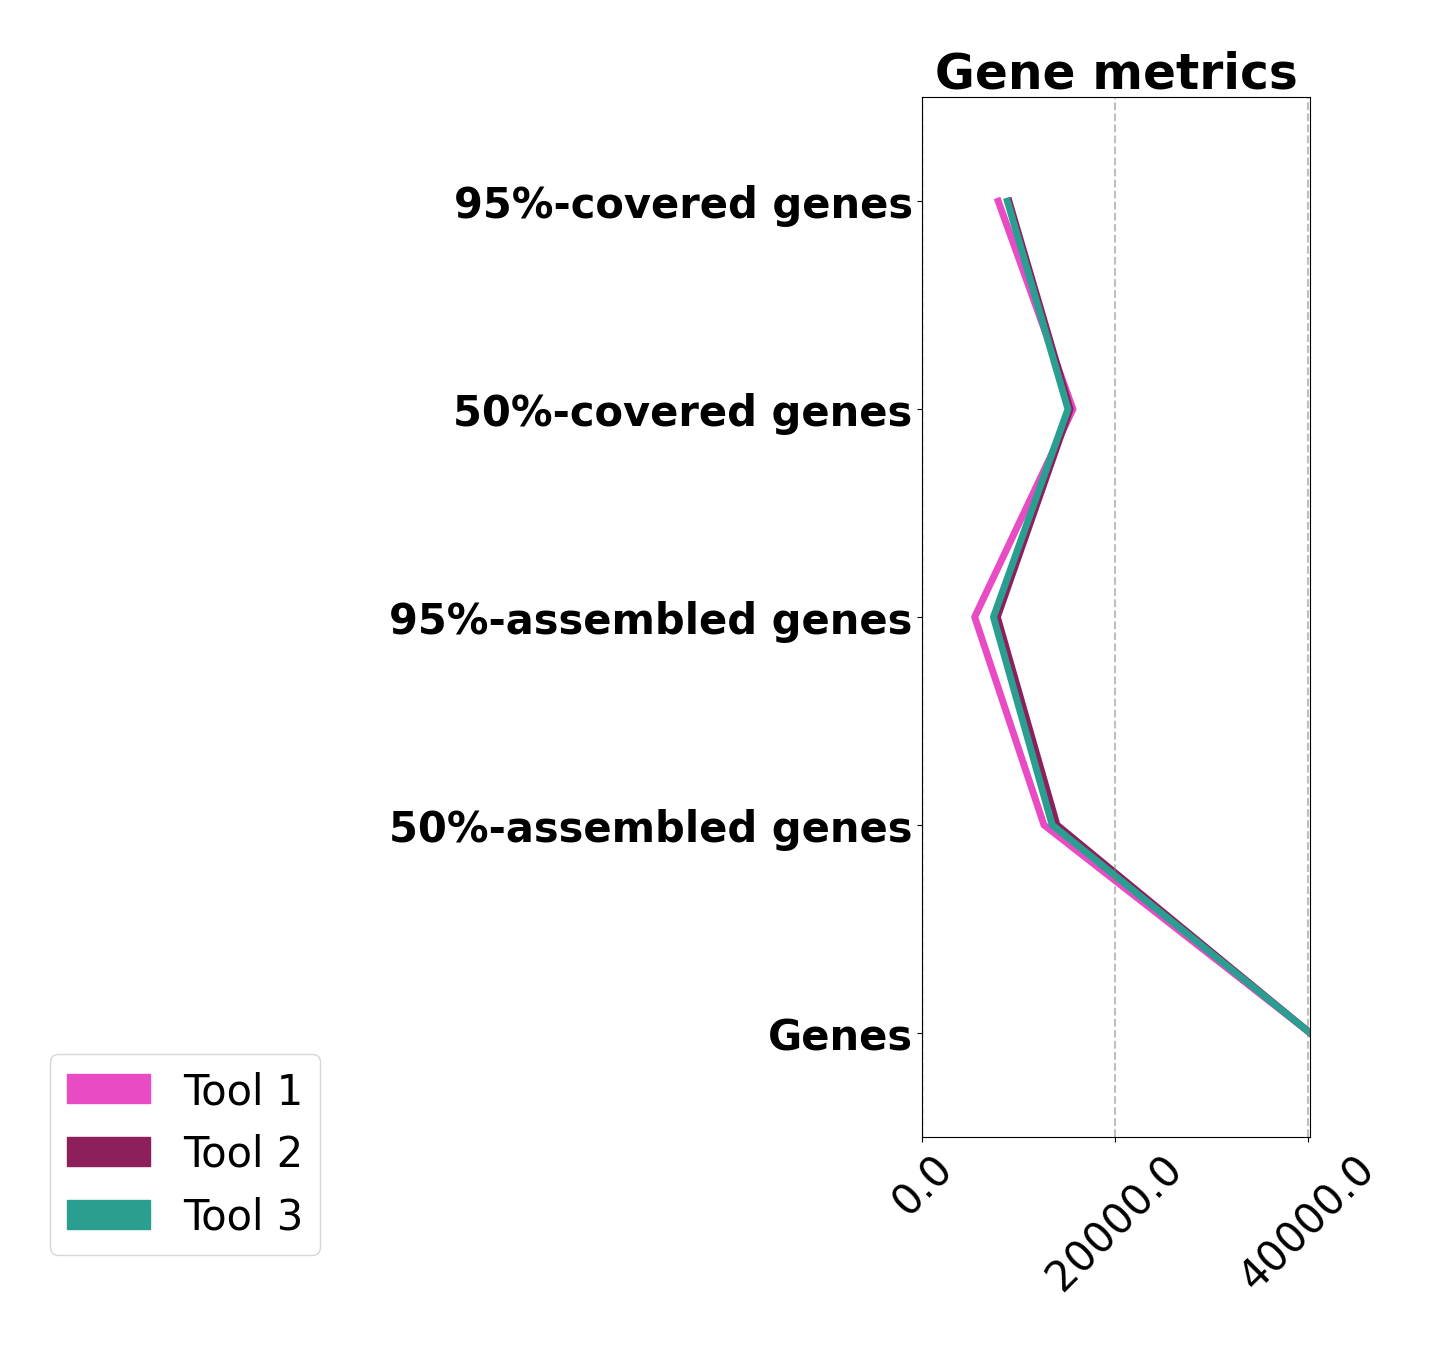 Gene metrics
95%-covered genes
50%-covered genes
95%-assembled genes
50%-assembled genes
Genes
0.0
20000.0
40000.0
Tool 1
Tool 2
Tool 3